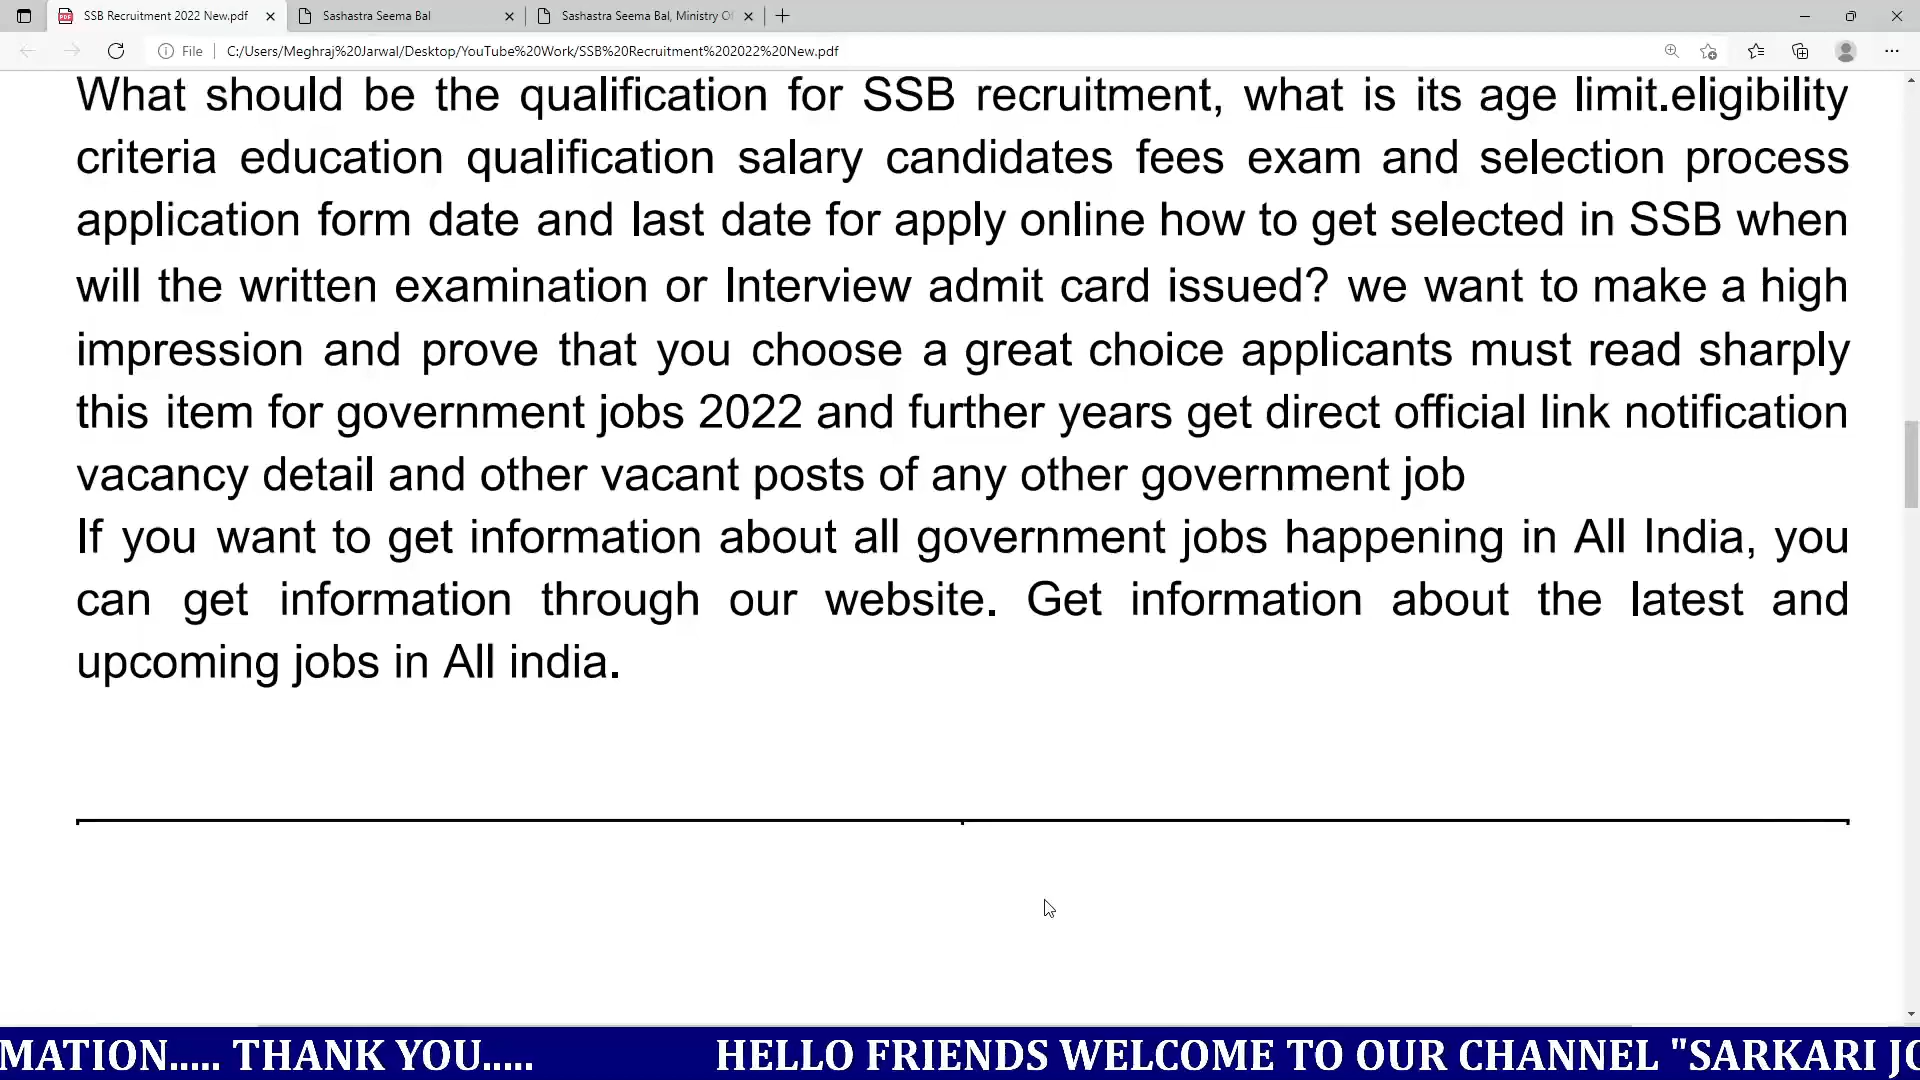 SSB Recruitment 2022 New.pdf
Sashastra Seema Bal
Sashastra Seema Bal, Ministry Of
File
C:/Users/Meghraj%20Jarwal/Desktop/YouTube%20Work/SSB%20Recruitment%202022%20New.pdf
What should be the qualification for SSB recruitment, what is its age limit.eligibility
criteria education qualification salary candidates fees exam and selection process
application form date and last date for apply online how to get selected in SSB when
will the written examination or Interview admit card issued? we want to make a high
impression and prove that you choose a great choice applicants must read sharply
this item for government jobs 2022 and further years get direct official link notification
vacancy detail and other vacant posts of any other government job
If you want to get information about all government jobs happening in All India, you
can get information through our website. Get information about the latest and
upcoming jobs in All india.
MATION..... THANK YOU..... HELLO FRIENDS WELCOME TO OUR CHANNEL "SARKARI JO